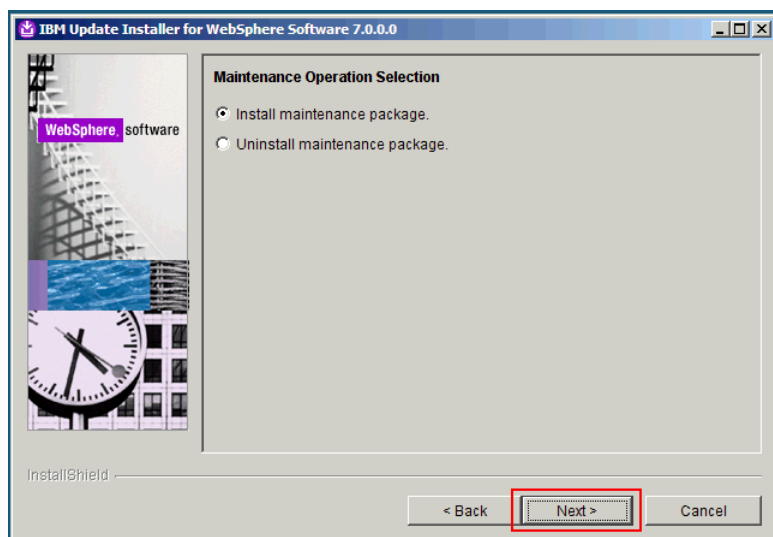 IBM Update Installer for WebSphere Software 7.0.0.0
WebSphere. software
Maintenance Operation Selection
Install maintenance package.
Uninstall maintenance package.
InstallShield
< Back
Next >
Cancel